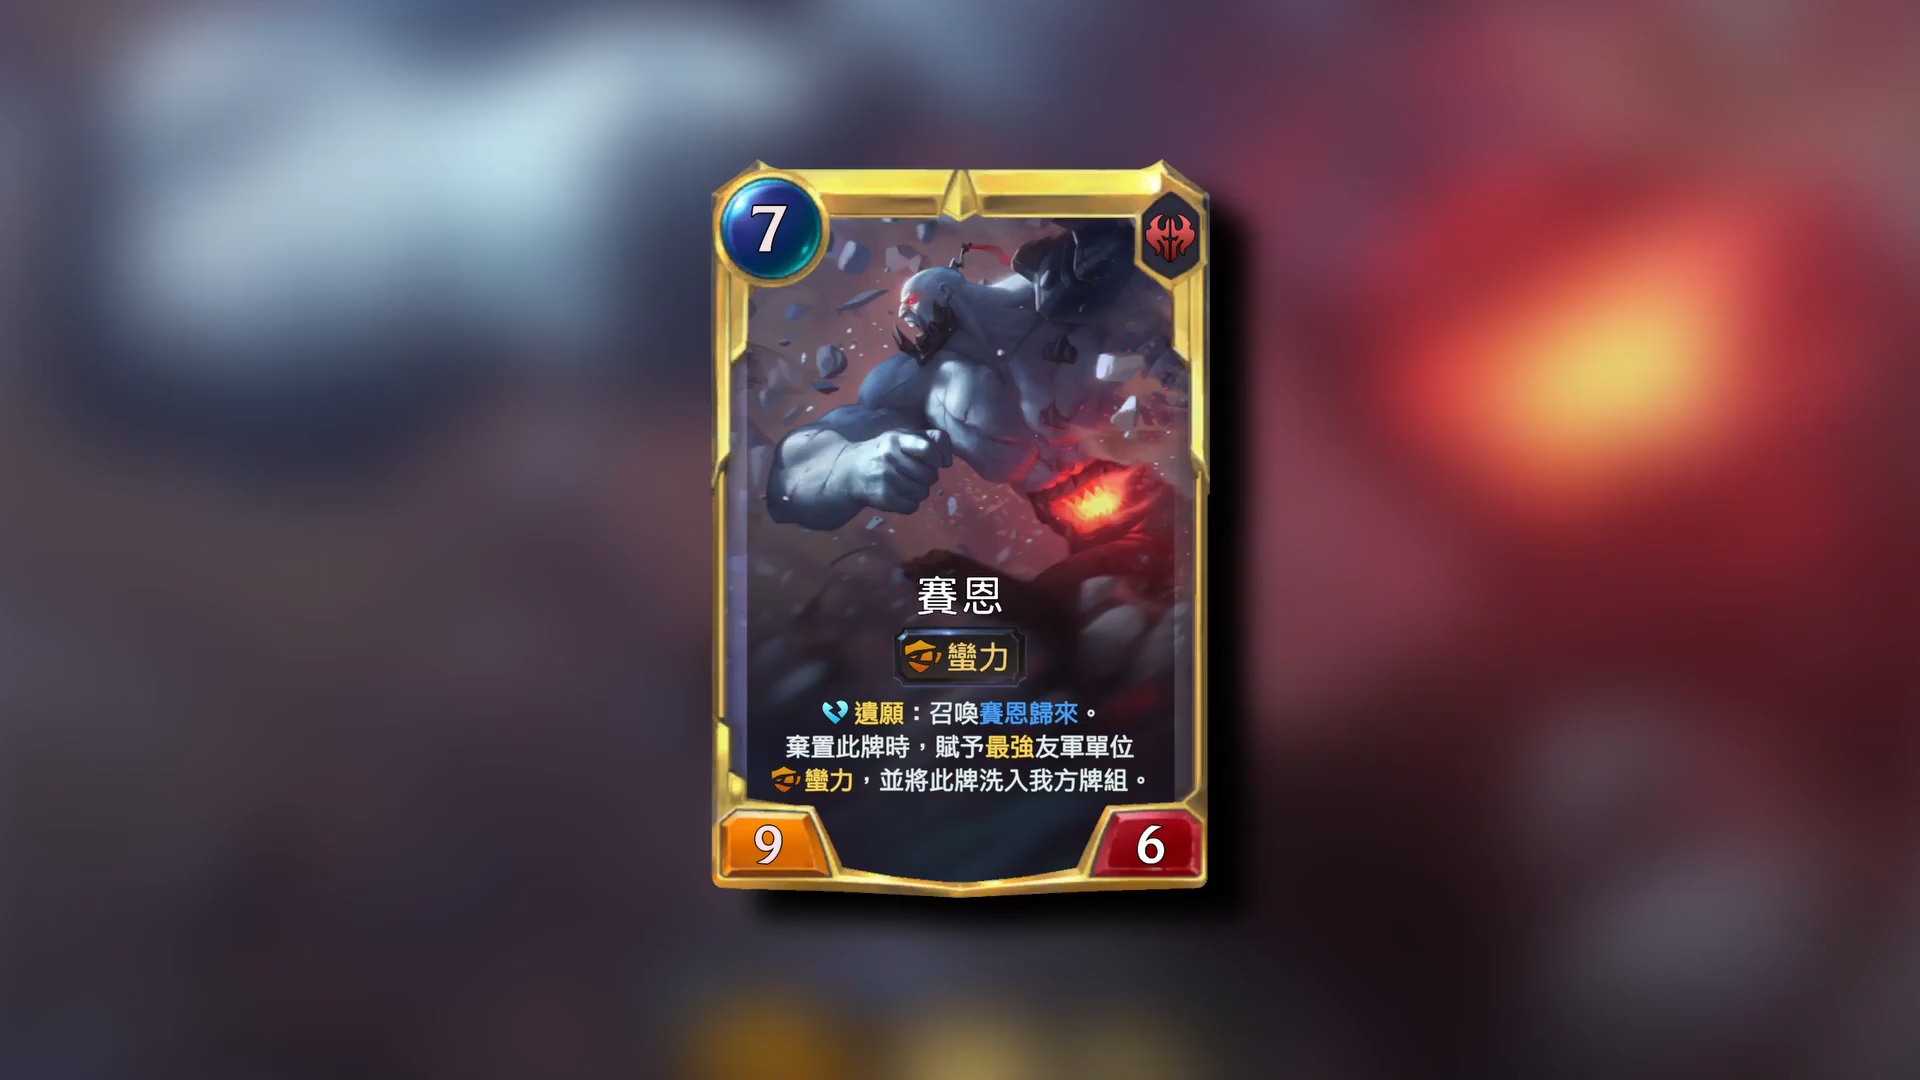 7
賽恩
蠻力
遺願：召喚賽恩歸來。
棄置此牌時，賦予最強友軍單位
蠻力，並將此牌洗入我方牌組。
9
6